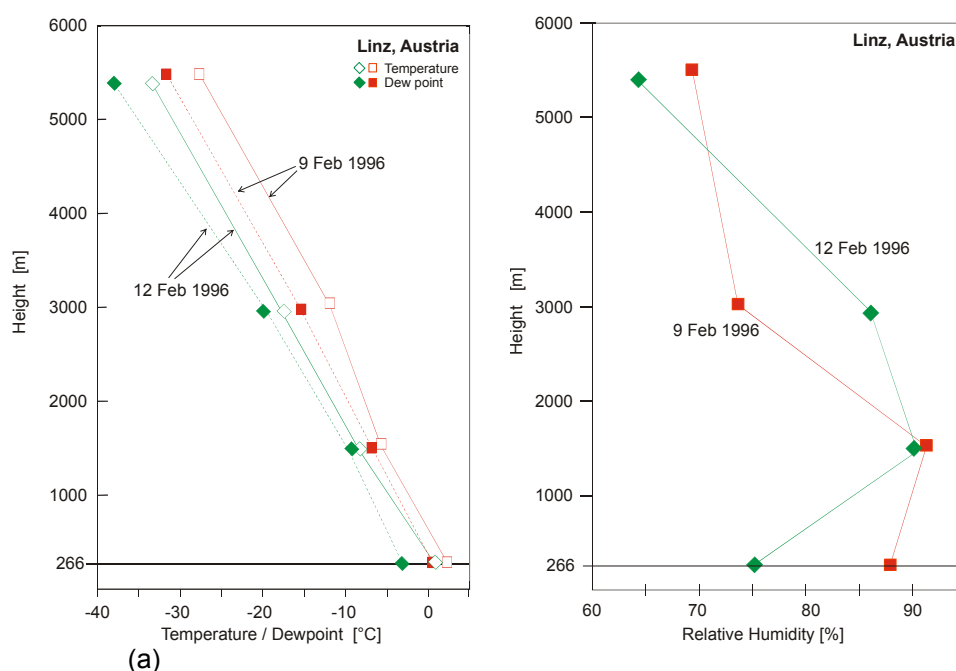 6000
5000
4000
3000
2000
1000
266
Height [m]
Linz, Austria
Temperature
Dew point
9 Feb 1996
12 Feb 1996
-40
-30
-20
-10
0
Temperature / Dewpoint [°C]
(a)
6000
5000
4000
3000
2000
1000
266
Height [m]
Linz, Austria
12 Feb 1996
9 Feb 1996
60
70
80
90
Relative Humidity [%]